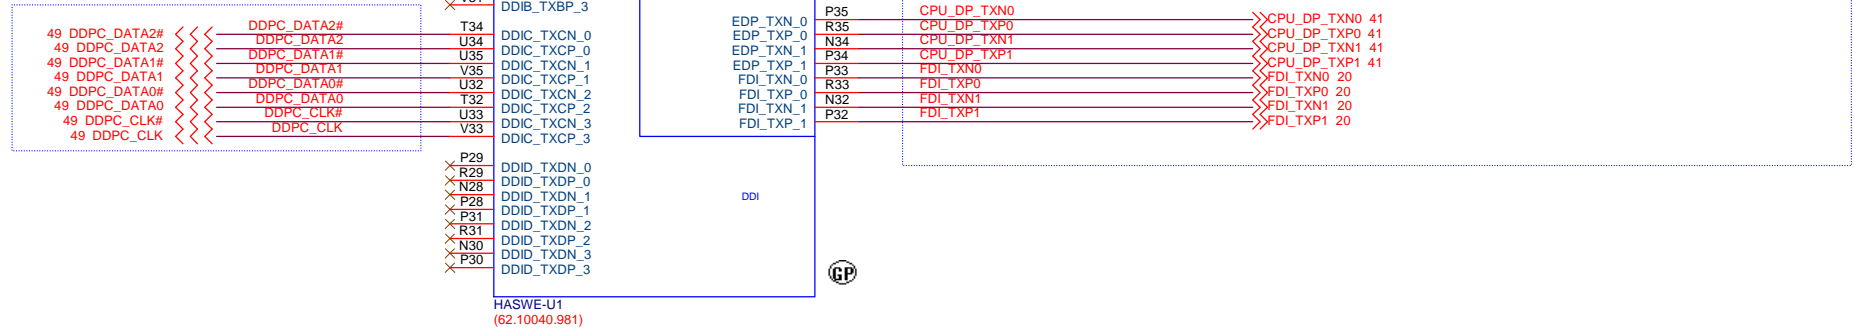 DDIB_TXBP_3
49 DDPC_DATA2# DDPC_DATA2# T34 DDIC_TXCN_0
49 DDPC_DATA2 DDPC_DATA2 U34 DDIC_TXCP_0
49 DDPC_DATA1# DDPC_DATA1# U35 DDIC_TXCN_1
49 DDPC_DATA1 DDPC_DATA1 V35 DDIC_TXCP_1
49 DDPC_DATA0# DDPC_DATA0# U32 DDIC_TXCN_2
49 DDPC_DATA0 DDPC_DATA0 T32 DDIC_TXCP_2
49 DDPC_CLK# DDPC_CLK# U33 DDIC_TXCN_3
49 DDPC_CLK DDPC_CLK V33 DDIC_TXCP_3
P29 DDID_TXDN_0
R29 DDID_TXDP_0
N28 DDID_TXDN_1
P28 DDID_TXDP_1
P31 DDID_TXDN_2
R31 DDID_TXDP_2
N30 DDID_TXDN_3
P30 DDID_TXDP_3
EDP_TXN_0 P35 CPU_DP_TXN0 CPU_DP_TXN0 41
EDP_TXP_0 R35 CPU_DP_TXP0 CPU_DP_TXP0 41
EDP_TXN_1 N34 CPU_DP_TXN1 CPU_DP_TXN1 41
EDP_TXP_1 P34 CPU_DP_TXP1 CPU_DP_TXP1 41
FDI_TXN_0 P33 FDI_TXN0 FDI_TXN0 20
FDI_TXP_0 R33 FDI_TXP0 FDI_TXP0 20
FDI_TXN_1 N32 FDI_TXN1 FDI_TXN1 20
FDI_TXP_1 P32 FDI_TXP1 FDI_TXP1 20
DDI
GP
HASWE-U1
(62.10040.981)